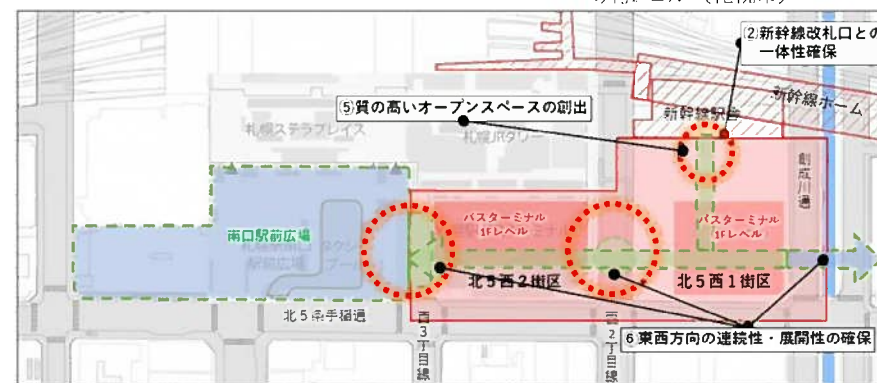 ②新幹線改札口との
一体性確保
新幹線ホーム
⑤質の高いオープンスペースの創出
新幹線駅舎
札幌ステラプレイス
札幌JRタワー
創成川通
バスターミナル
1Fレベル
バスターミナル
1Fレベル
南口駅前広場
北5西2街区
北5西1街区
北5条手稲通
西3丁目線
西2丁目線
⑥東西方向の連続性・展開性の確保